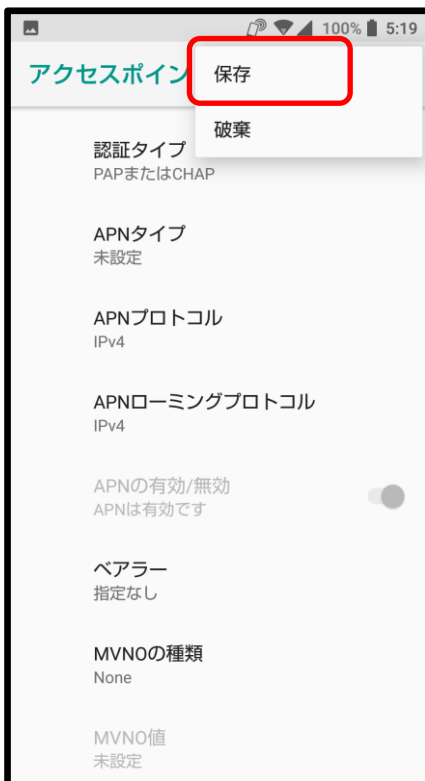 100% 5:19
アクセスポイン
保存
破棄
認証タイプ
PAPまたはCHAP
APNタイプ
未設定
APNプロトコル
IPv4
APNローミングプロトコル
IPv4
APNの有効/無効
APNは有効です
ベアラー
指定なし
MVNOの種類
None
MVNO値
未設定